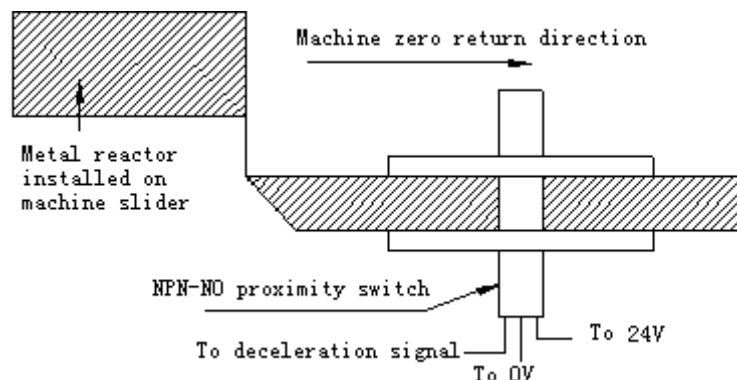 Machine zero return direction
Metal reactor
installed on
machine slider
NPN-NO proximity switch
To 24V
To deceleration signal
To 0V